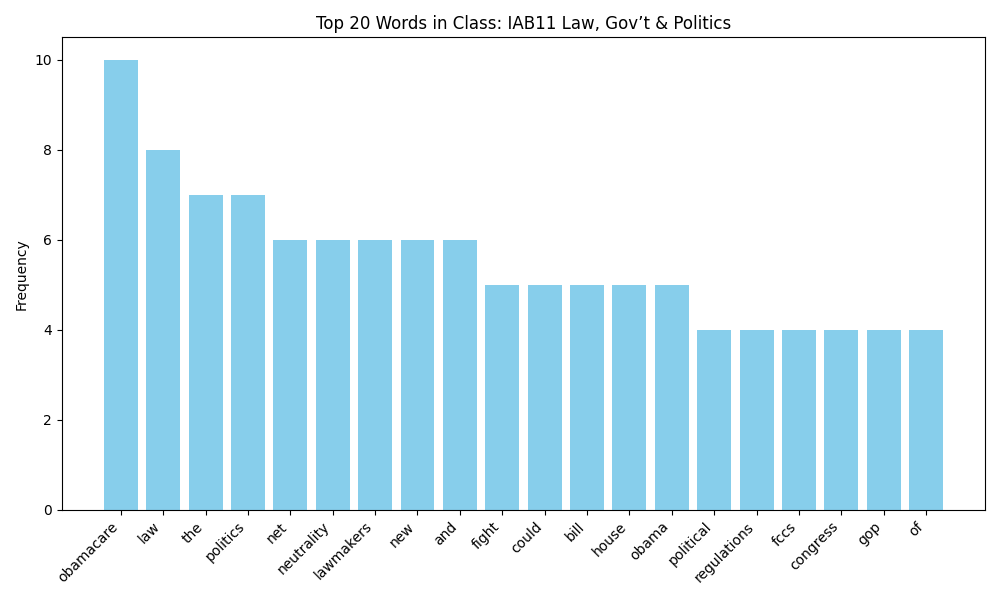 Top 20 Words in Class: IAB11 Law, Gov’t & Politics
Frequency
10
8
6
4
2
0
obamacare
law
the
politics
net
neutrality
lawmakers
new
and
fight
could
bill
house
obama
political
regulations
fccs
congress
gop
of